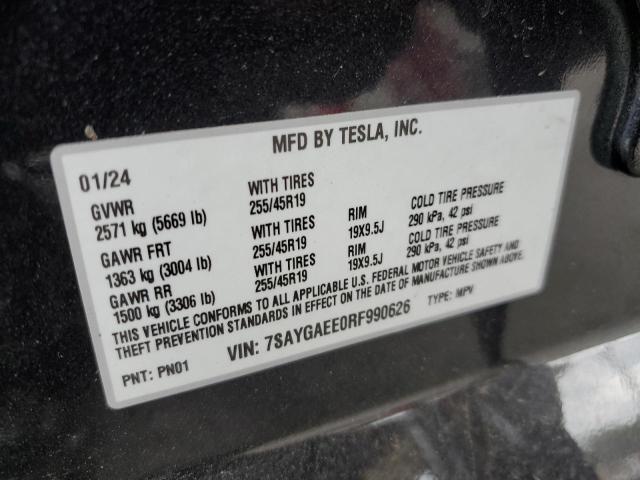 MFD BY TESLA, INC.
01/24
GVWR WITH TIRES RIM COLD TIRE PRESSURE
2571 kg (5669 lb) 255/45R19 19X9.5J 290 kPa, 42 psi
GAWR FRT WITH TIRES RIM COLD TIRE PRESSURE
1363 kg (3004 lb) 255/45R19 19X9.5J 290 kPa, 42 psi
GAWR RR WITH TIRES
1500 kg (3306 lb) 255/45R19
THIS VEHICLE CONFORMS TO ALL APPLICABLE U.S. FEDERAL MOTOR VEHICLE SAFETY AND
THEFT PREVENTION STANDARDS IN EFFECT ON THE DATE OF MANUFACTURE SHOWN ABOVE.
PNT: PN01 VIN: 7SAYGAEE0RF990626 TYPE: MPV